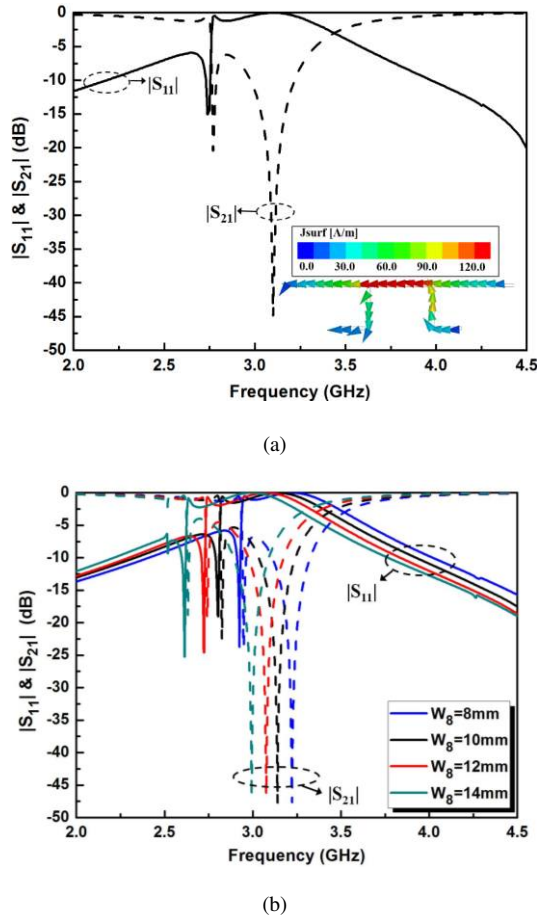 0
-5
-10
-15
-20
-25
-30
-35
-40
-45
-50
|S11| & |S21| (dB)
|S11|
|S21|
Jsurf [A/m]
0.0 30.0 60.0 90.0 120.0
2.0 2.5 3.0 3.5 4.0 4.5
Frequency (GHz)
(a)
0
-5
-10
-15
-20
-25
-30
-35
-40
-45
-50
|S11| & |S21| (dB)
|S11|
|S21|
W8=8mm
W8=10mm
W8=12mm
W8=14mm
2.0 2.5 3.0 3.5 4.0 4.5
Frequency (GHz)
(b)